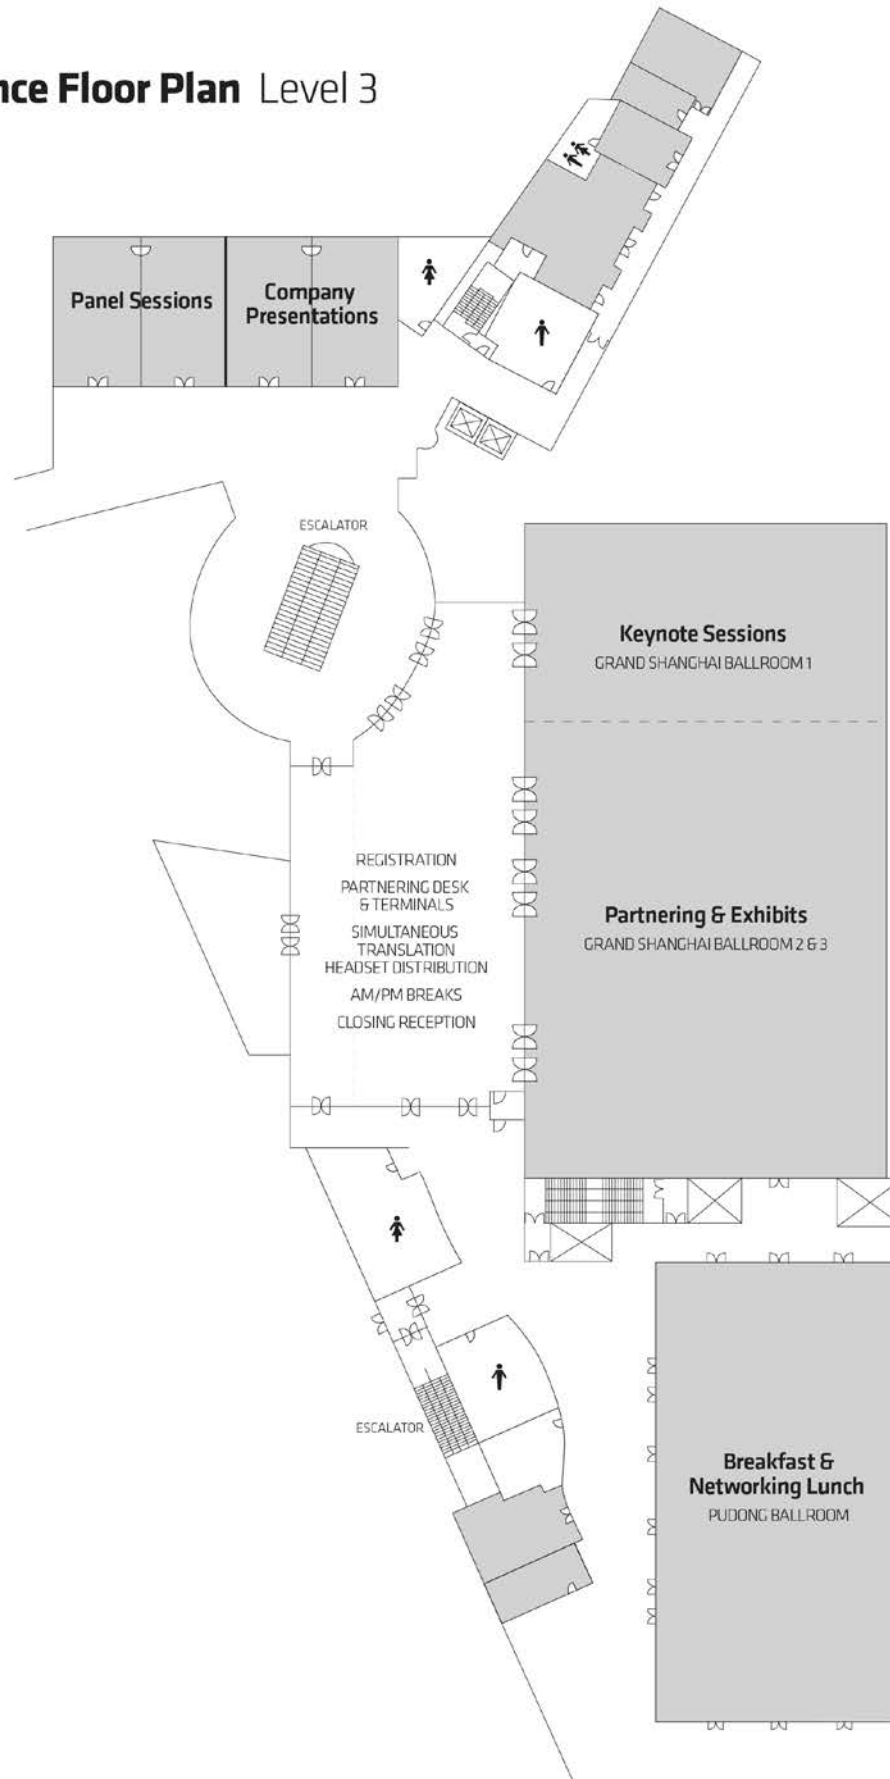 nce Floor Plan Level 3
Panel Sessions
Company
Presentations
ESCALATOR
Keynote Sessions
GRAND SHANGHAI BALLROOM 1
REGISTRATION
PARTNERING DESK
& TERMINALS
SIMULTANEOUS
TRANSLATION
HEADSET DISTRIBUTION
AM/PM BREAKS
CLOSING RECEPTION
Partnering & Exhibits
GRAND SHANGHAI BALLROOM 2 & 3
ESCALATOR
Breakfast &
Networking Lunch
PUDONG BALLROOM